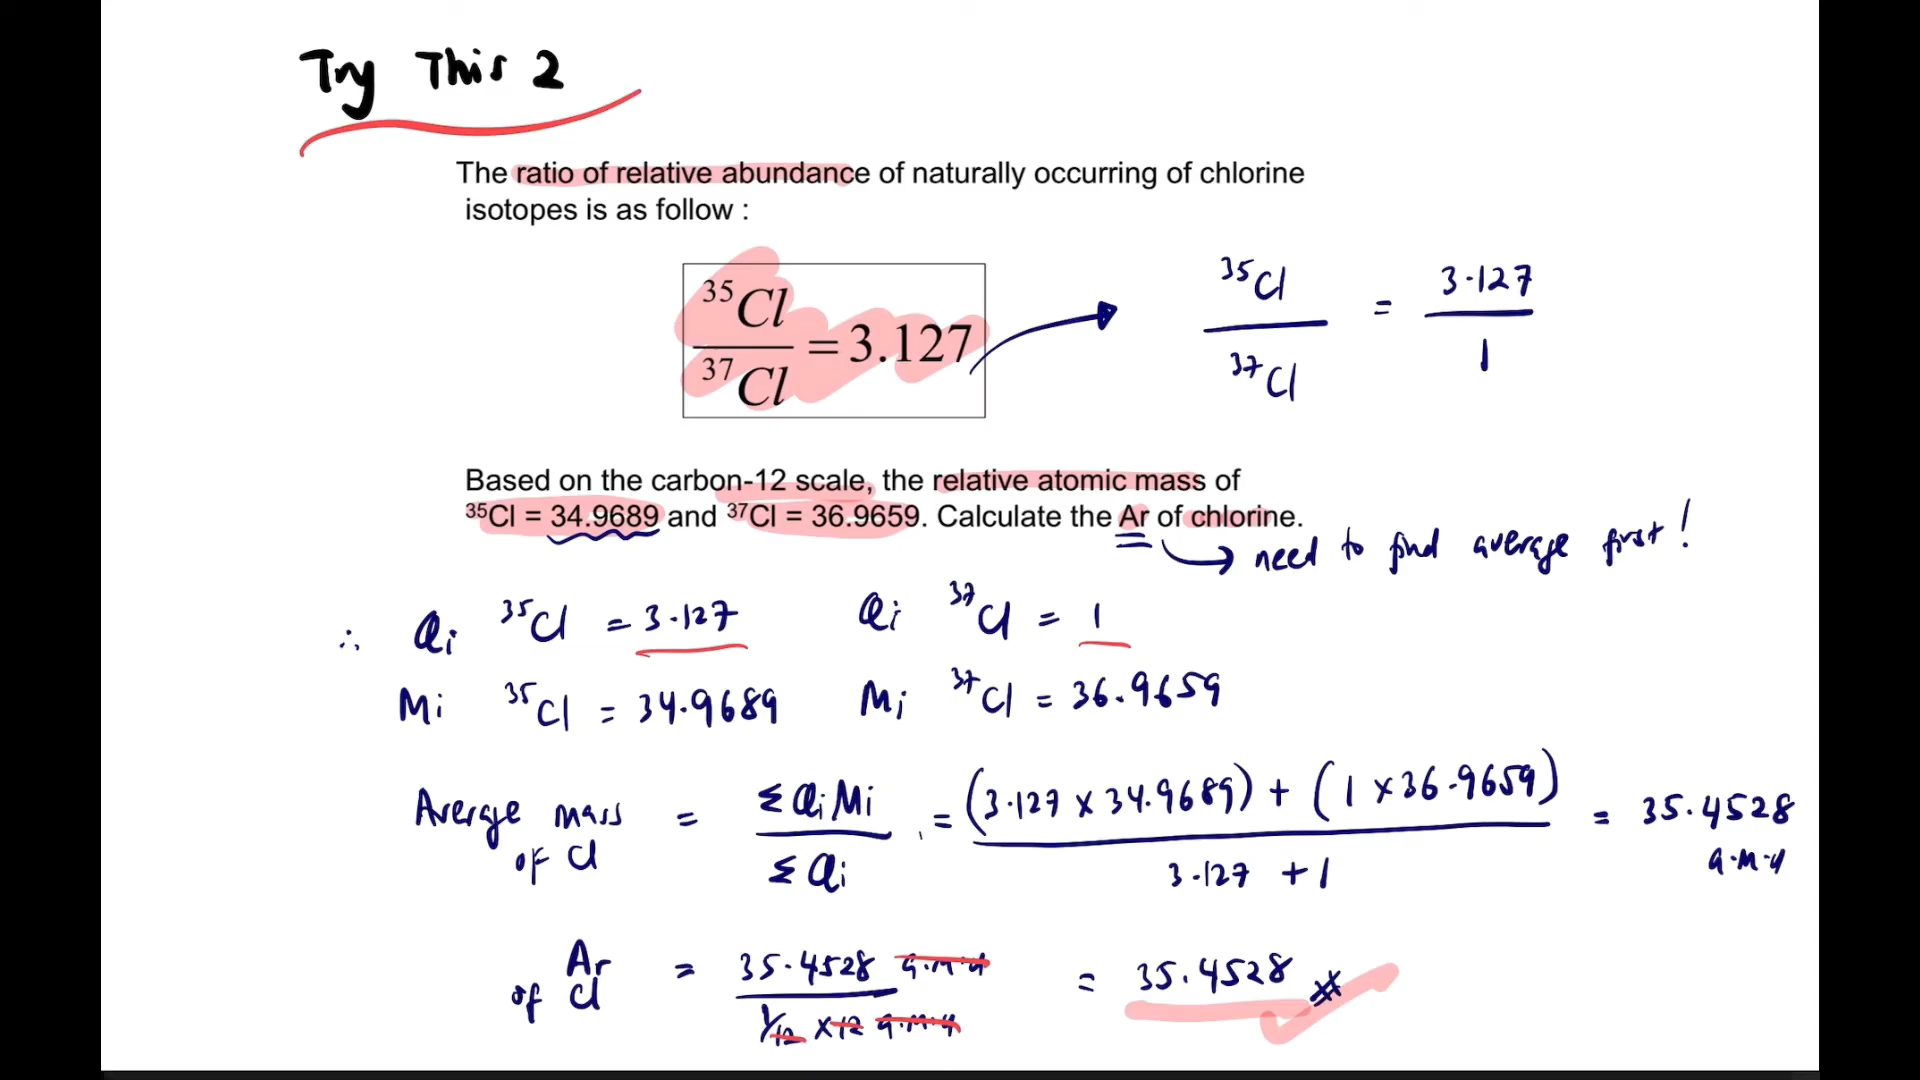 Try This 2
The ratio of relative abundance of naturally occurring of chlorine
isotopes is as follow :
³⁵Cl / ³⁷Cl = 3.127
³⁵Cl / ³⁷Cl = 3.127 / 1
Based on the carbon-12 scale, the relative atomic mass of
³⁵Cl = 34.9689 and ³⁷Cl = 36.9659. Calculate the Ar of chlorine.
→ need to find average first!
∴ Qi ³⁵Cl = 3.127 Qi ³⁷Cl = 1
Mi ³⁵Cl = 34.9689 Mi ³⁷Cl = 36.9659
Average mass of Cl = ΣQiMi / ΣQi = (3.127 x 34.9689) + (1 x 36.9659) / 3.127 + 1 = 35.4528 a.m.u
Ar of Cl = 35.4528 a.m.u / 1/12 x 12 a.m.u = 35.4528 #